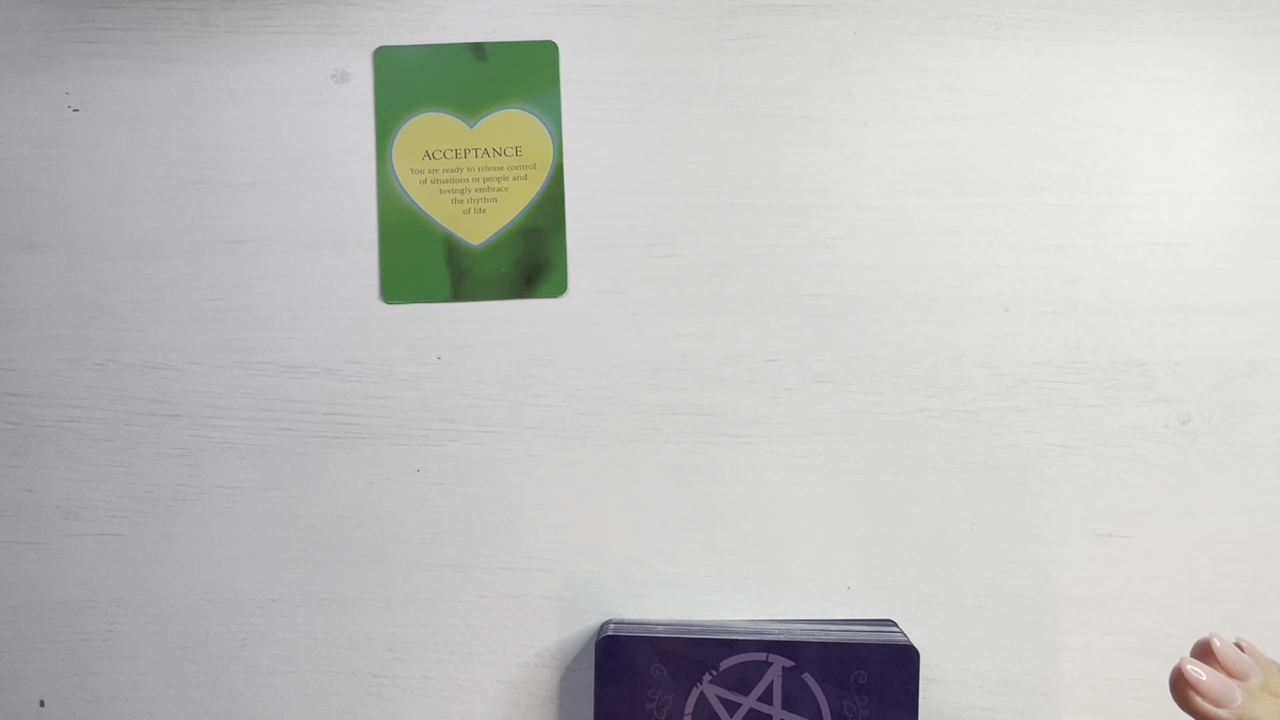 ACCEPTANCE
You are ready to release control
of situations or people and
lovingly embrace
the rhythm
of life